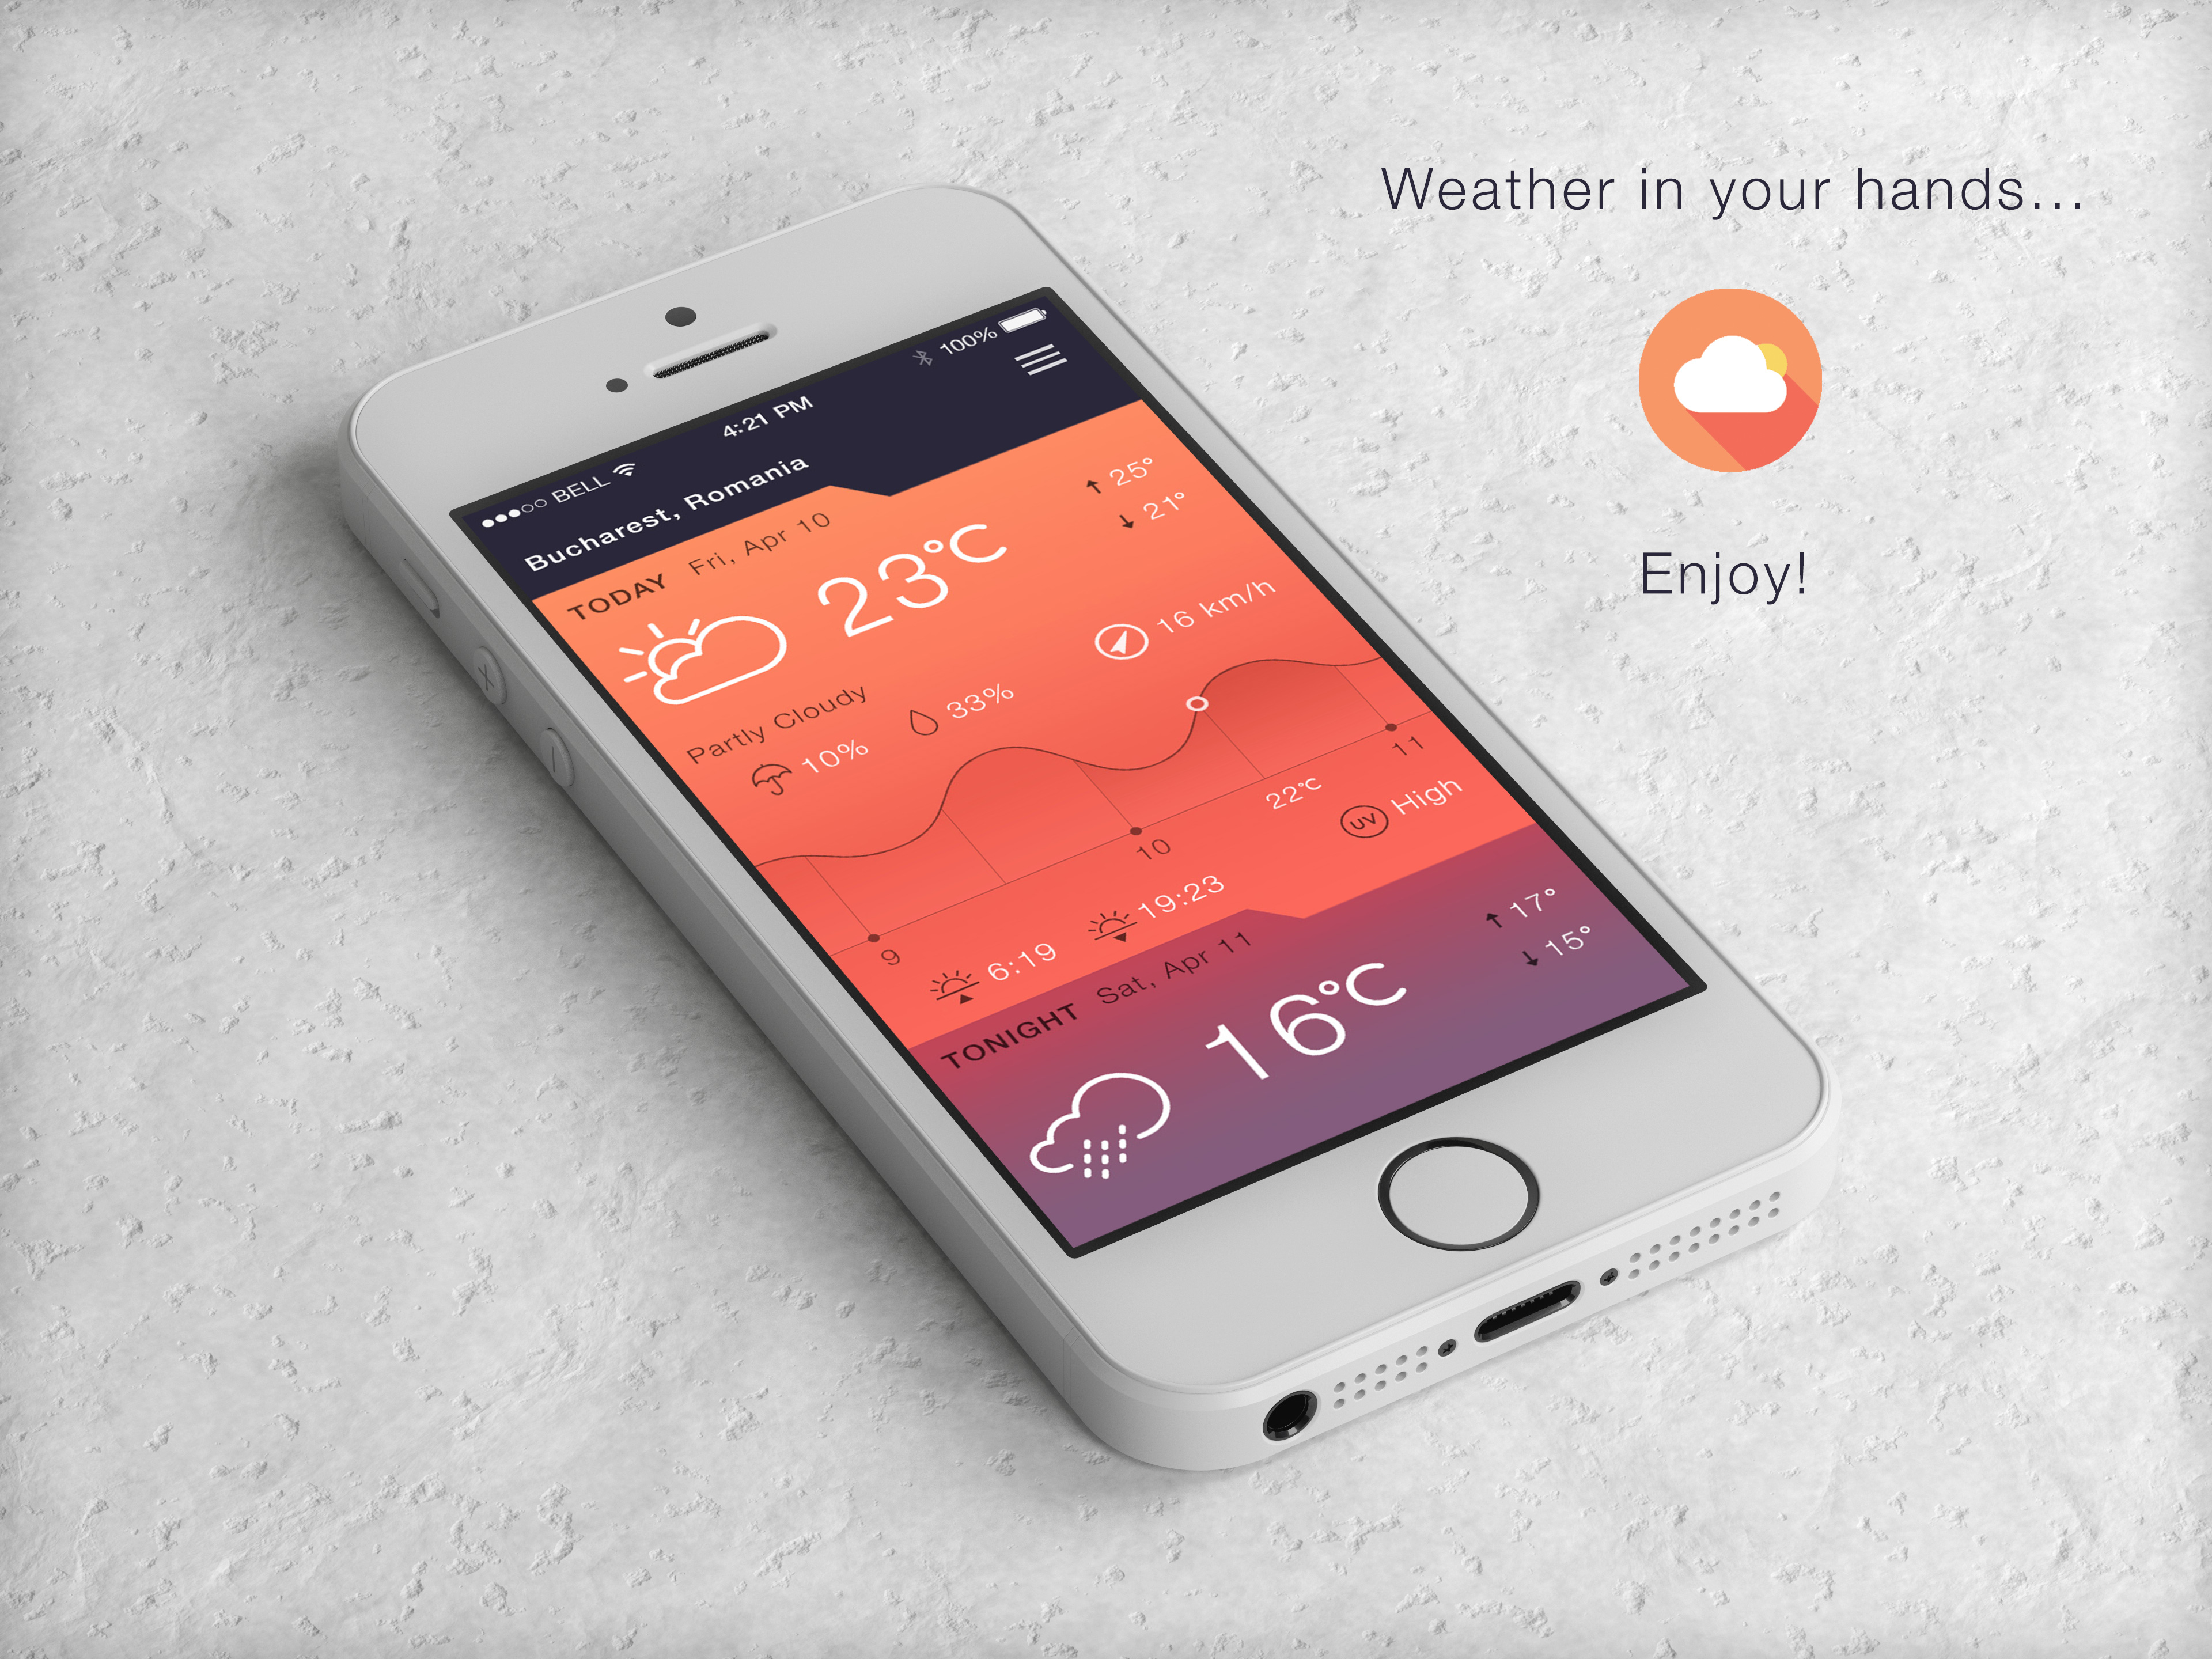 Weather in your hands...
Enjoy!
BELL 4:21 PM 100%
Bucharest, Romania
TODAY Fri, Apr 10
23°C
25°
21°
Partly Cloudy
10% 33% 16 km/h
9 10 22°C 11
6:19 19:23 UV High
TONIGHT Sat, Apr 11
16°C
17°
15°